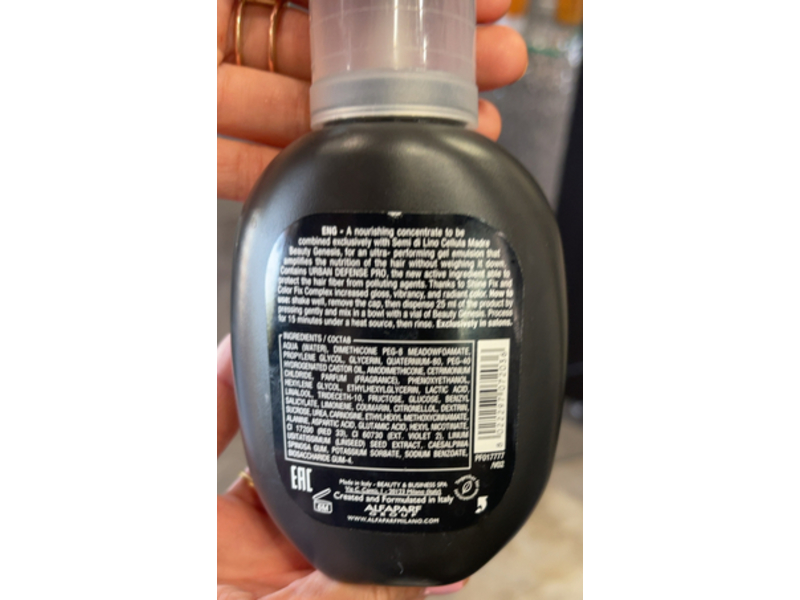 ENG - A nourishing concentrate to be
combined exclusively with Semi di Lino Cellula Madre
Beauty Genesis, for an ultra- performing gel emulsion that
amplifies the nutrition of the hair without weighing it down.
Contains URBAN DEFENSE PRO, the new active ingredient able to
protect the hair fiber from polluting agents. Thanks to Shine Fix and
Color Fix Complex increased gloss, vibrancy, and radiant color. How to
use: shake well, remove the cap, then dispense 25 ml of the product by
pressing gently and mix in a bowl with a vial of Beauty Genesis. Process
for 15 minutes under a heat source, then rinse. Exclusively in salons.
INGREDIENTS / СОСТАВ
AQUA (WATER), DIMETHICONE PEG-8 MEADOWFOAMATE,
PROPYLENE GLYCOL, GLYCERIN, QUATERNIUM-80, PEG-40
HYDROGENATED CASTOR OIL, AMODIMETHICONE, CETRIMONIUM
CHLORIDE, PARFUM (FRAGRANCE), PHENOXYETHANOL,
HEXYLENE GLYCOL, ETHYLHEXYLGLYCERIN, LACTIC ACID,
LINALOOL, TRIDECETH-10, FRUCTOSE, GLUCOSE, BENZYL
SALICYLATE, LIMONENE, COUMARIN, CITRONELLOL, DEXTRIN,
SUCROSE, UREA, CARNOSINE, ETHYLHEXYL METHOXYCINNAMATE,
ALANINE, ASPARTIC ACID, GLUTAMIC ACID, HEXYL NICOTINATE,
CI 17200 (RED 33), CI 60730 (EXT. VIOLET 2), LINUM
USITATISSIMUM (LINSEED) SEED EXTRACT, CAESALPINIA
SPINOSA GUM, POTASSIUM SORBATE, SODIUM BENZOATE,
BIOSACCHARIDE GUM-4.
PF017777
/V02
EAC
6M
Made in Italy - BEAUTY & BUSINESS SPA
Created and Formulated in Italy
ALFAPARF
GROUP
WWW.ALFAPARFMILANO.COM
5